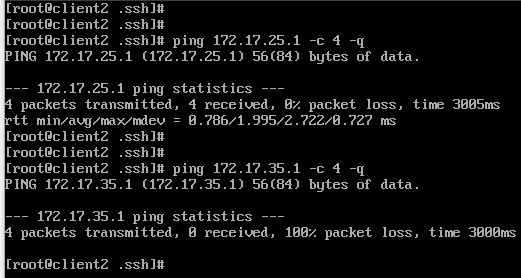 [root@client2 .ssh]#
[root@client2 .ssh]#
[root@client2 .ssh]# ping 172.17.25.1 -c 4 -q
PING 172.17.25.1 (172.17.25.1) 56(84) bytes of data.

--- 172.17.25.1 ping statistics ---
4 packets transmitted, 4 received, 0% packet loss, time 3005ms
rtt min/avg/max/mdev = 0.786/1.995/2.722/0.727 ms
[root@client2 .ssh]#
[root@client2 .ssh]#
[root@client2 .ssh]# ping 172.17.35.1 -c 4 -q
PING 172.17.35.1 (172.17.35.1) 56(84) bytes of data.

--- 172.17.35.1 ping statistics ---
4 packets transmitted, 0 received, 100% packet loss, time 3000ms

[root@client2 .ssh]#